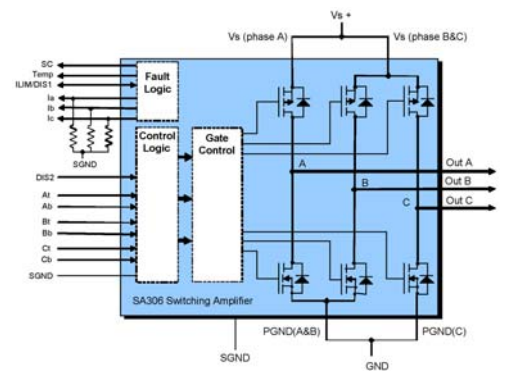 Vs +
Vs (phase A)
Vs (phase B&C)
SC
Temp
ILIM/DIS1
Ia
Ib
Ic
SGND
Fault
Logic
Control
Logic
Gate
Control
DIS2
At
Ab
Bt
Bb
Ct
Cb
SGND
A
B
C
Out A
Out B
Out C
SA306 Switching Amplifier
PGND(A&B)
PGND(C)
SGND
GND